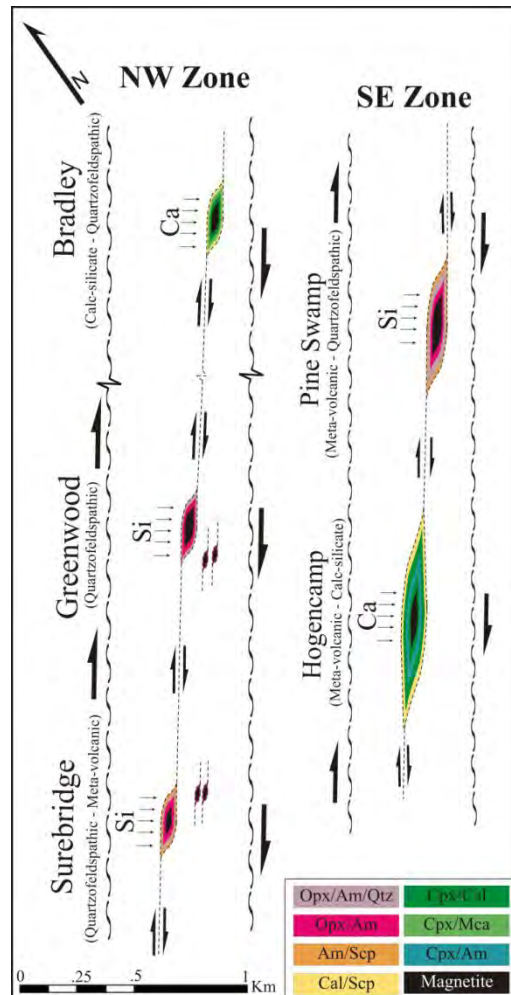 N
NW Zone
SE Zone
Bradley
(Calc-silicate - Quartzofeldspathic)
Ca
Greenwood
(Quartzofeldspathic)
Si
Surebridge
(Quartzofeldspathic - Meta-volcanic)
Si
Pine Swamp
(Meta-volcanic - Quartzofeldspathic)
Si
Hogencamp
(Meta-volcanic - Calc-silicate)
Ca
Opx/Am/Qtz
Cpx/Cal
Opx/Am
Cpx/Mca
Am/Scp
Cpx/Am
Cal/Scp
Magnetite
0 .25 .5 1 Km